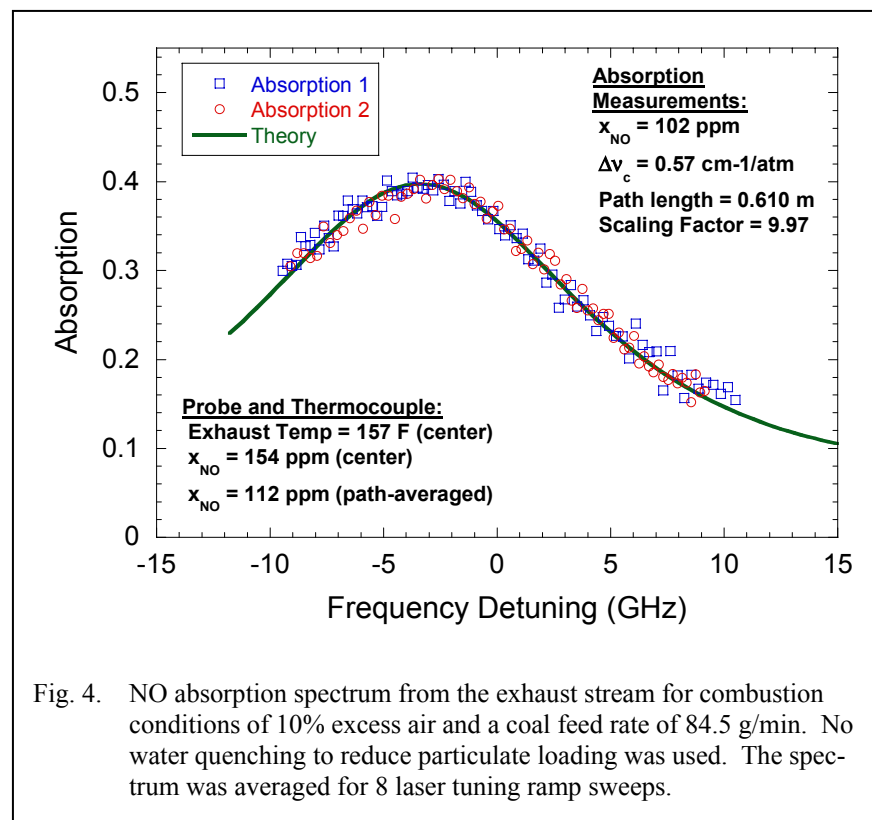 Absorption 1
Absorption 2
Theory
Absorption
Measurements:
x_NO = 102 ppm
Δν_c = 0.57 cm-1/atm
Path length = 0.610 m
Scaling Factor = 9.97
Probe and Thermocouple:
Exhaust Temp = 157 F (center)
x_NO = 154 ppm (center)
x_NO = 112 ppm (path-averaged)
Absorption
0.5
0.4
0.3
0.2
0.1
0
-15 -10 -5 0 5 10 15
Frequency Detuning (GHz)
Fig. 4. NO absorption spectrum from the exhaust stream for combustion
conditions of 10% excess air and a coal feed rate of 84.5 g/min. No
water quenching to reduce particulate loading was used. The spec-
trum was averaged for 8 laser tuning ramp sweeps.